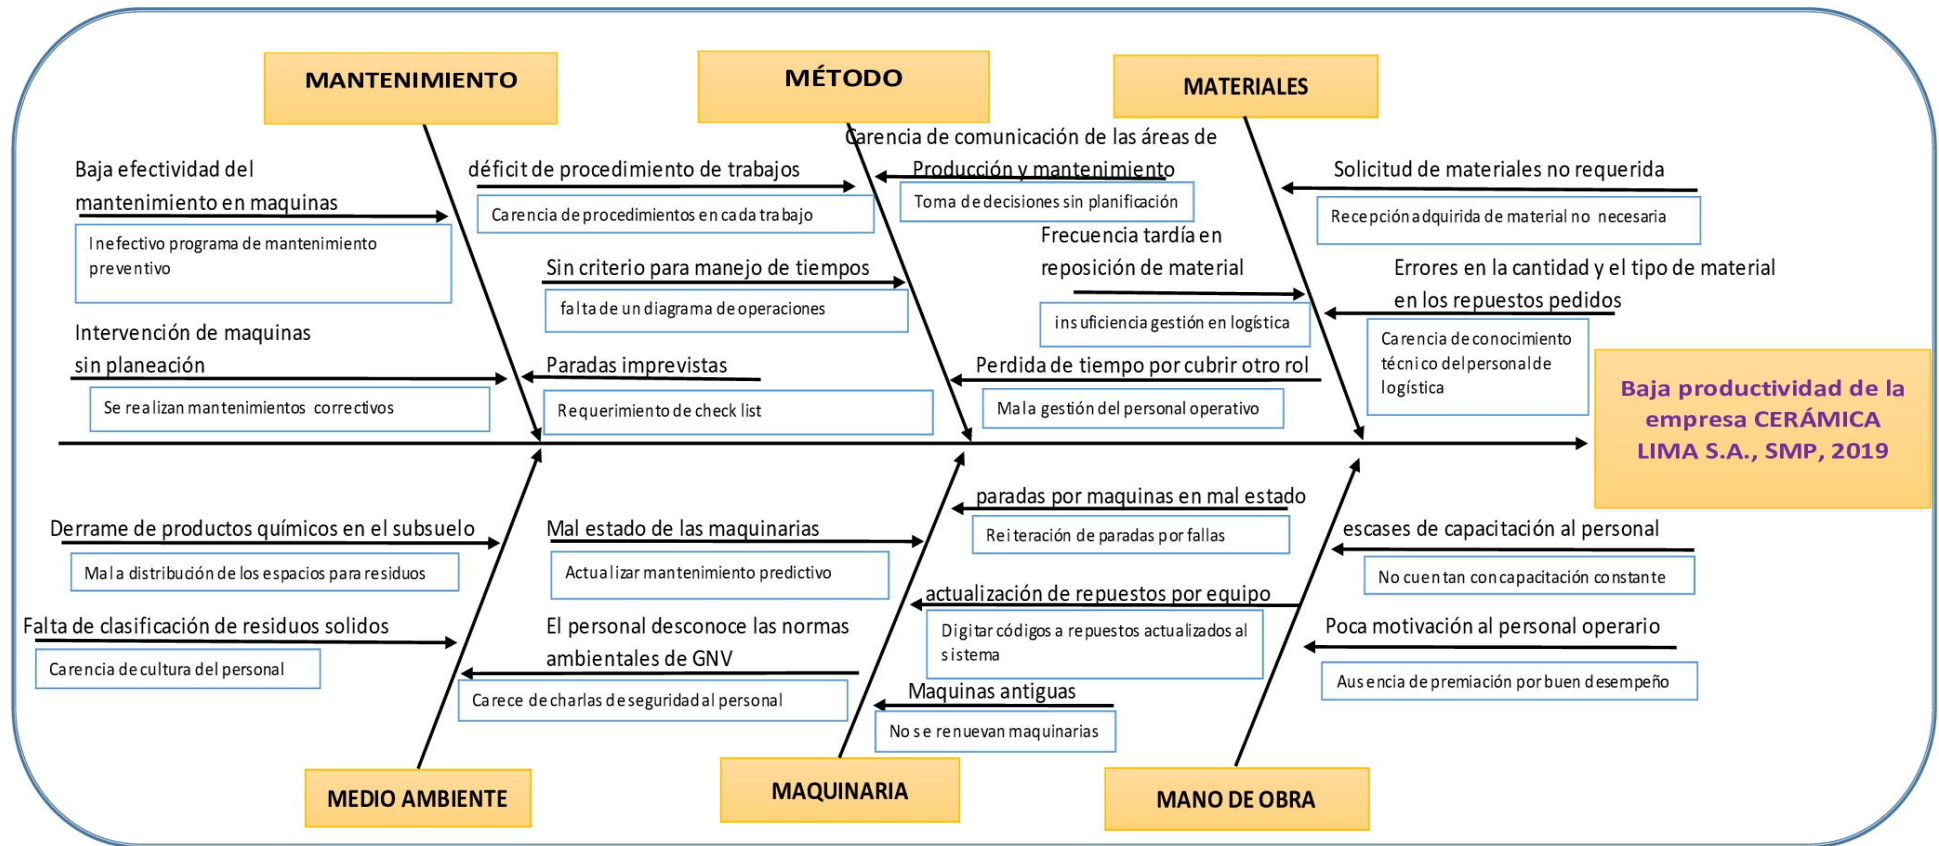 MANTENIMIENTO
MÉTODO
MATERIALES
Baja efectividad del
mantenimiento en maquinas
Inefectivo programa de mantenimiento
preventivo
Intervención de maquinas
sin planeación
Se realizan mantenimientos correctivos
Paradas imprevistas
Requerimiento de check list
déficit de procedimiento de trabajos
Carencia de procedimientos en cada trabajo
Sin criterio para manejo de tiempos
falta de un diagrama de operaciones
Carencia de comunicación de las áreas de
Producción y mantenimiento
Toma de decisiones sin planificación
Perdida de tiempo por cubrir otro rol
Mala gestión del personal operativo
Frecuencia tardía en
reposición de material
insuficiencia gestión en logística
Solicitud de materiales no requerida
Recepción adquirida de material no necesaria
Errores en la cantidad y el tipo de material
en los repuestos pedidos
Carencia de conocimiento
técnico del personal de
logística
Baja productividad de la
empresa CERÁMICA
LIMA S.A., SMP, 2019
Derrame de productos químicos en el subsuelo
Mala distribución de los espacios para residuos
Falta de clasificación de residuos solidos
Carencia de cultura del personal
El personal desconoce las normas
ambientales de GNV
Carece de charlas de seguridad al personal
Mal estado de las maquinarias
Actualizar mantenimiento predictivo
paradas por maquinas en mal estado
Reiteración de paradas por fallas
actualización de repuestos por equipo
Digitar códigos a repuestos actualizados al
sistema
Maquinas antiguas
No se renuevan maquinarias
escases de capacitación al personal
No cuentan con capacitación constante
Poca motivación al personal operario
Ausencia de premiación por buen desempeño
MEDIO AMBIENTE
MAQUINARIA
MANO DE OBRA